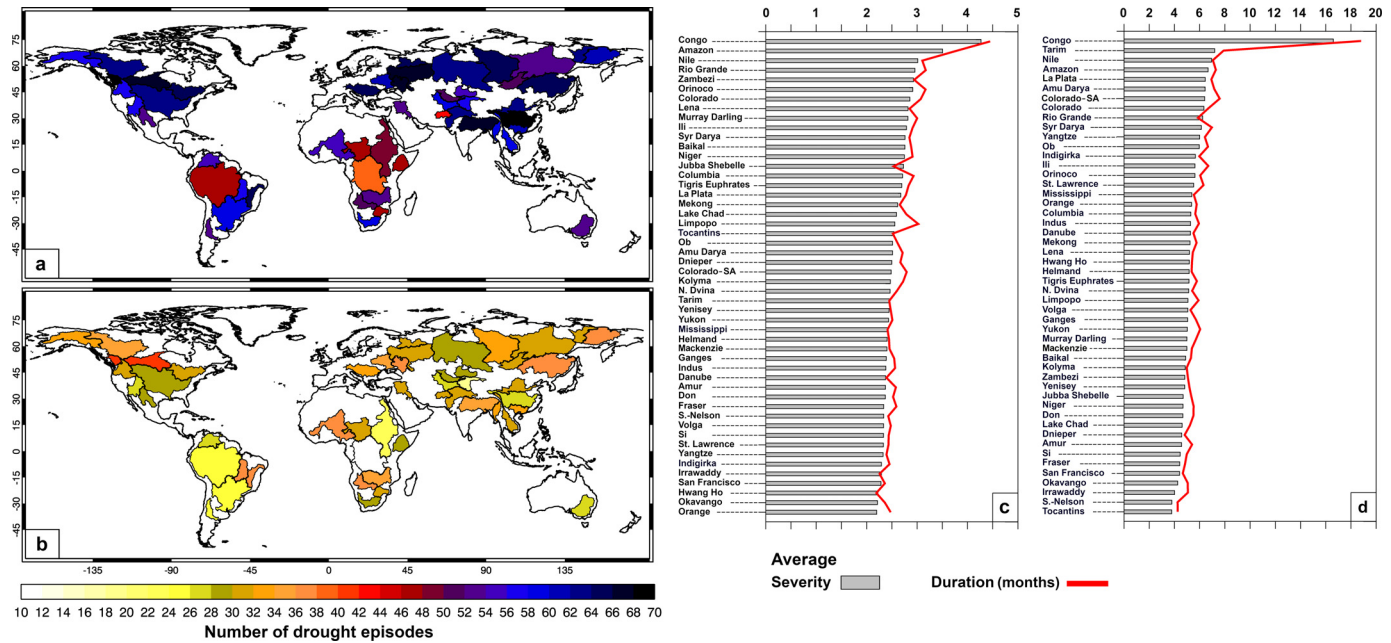 75
60
45
30
15
0
-15
-30
-45
a
75
60
45
30
15
0
-15
-30
-45
b
-135 -90 -45 0 45 90 135
10 12 14 16 18 20 22 24 26 28 30 32 34 36 38 40 42 44 46 48 50 52 54 56 58 60 62 64 66 68 70
Number of drought episodes
0 1 2 3 4 5
Congo
Amazon
Nile
Rio Grande
Zambezi
Orinoco
Colorado
Lena
Murray Darling
Ili
Syr Darya
Baikal
Niger
Jubba Shebelle
Columbia
Tigris Euphrates
La Plata
Mekong
Lake Chad
Limpopo
Tocantins
Ob
Amu Darya
Dnieper
Colorado-SA
Kolyma
N. Dvina
Tarim
Yenisey
Yukon
Mississippi
Helmand
Mackenzie
Ganges
Indus
Danube
Amur
Don
Fraser
S.-Nelson
Volga
Si
St. Lawrence
Yangtze
Indigirka
Irrawaddy
San Francisco
Hwang Ho
Okavango
Orange
c
0 2 4 6 8 10 12 14 16 18 20
Congo
Tarim
Nile
Amazon
La Plata
Amu Darya
Colorado-SA
Colorado
Rio Grande
Syr Darya
Yangtze
Ob
Indigirka
Ili
Orinoco
St. Lawrence
Mississippi
Orange
Columbia
Indus
Danube
Mekong
Lena
Hwang Ho
Helmand
Tigris Euphrates
N. Dvina
Limpopo
Volga
Ganges
Yukon
Murray Darling
Mackenzie
Baikal
Kolyma
Zambezi
Yenisey
Jubba Shebelle
Niger
Don
Lake Chad
Dnieper
Amur
Si
Fraser
San Francisco
Okavango
Irrawaddy
S.-Nelson
Tocantins
d
Average
Severity Duration (months)